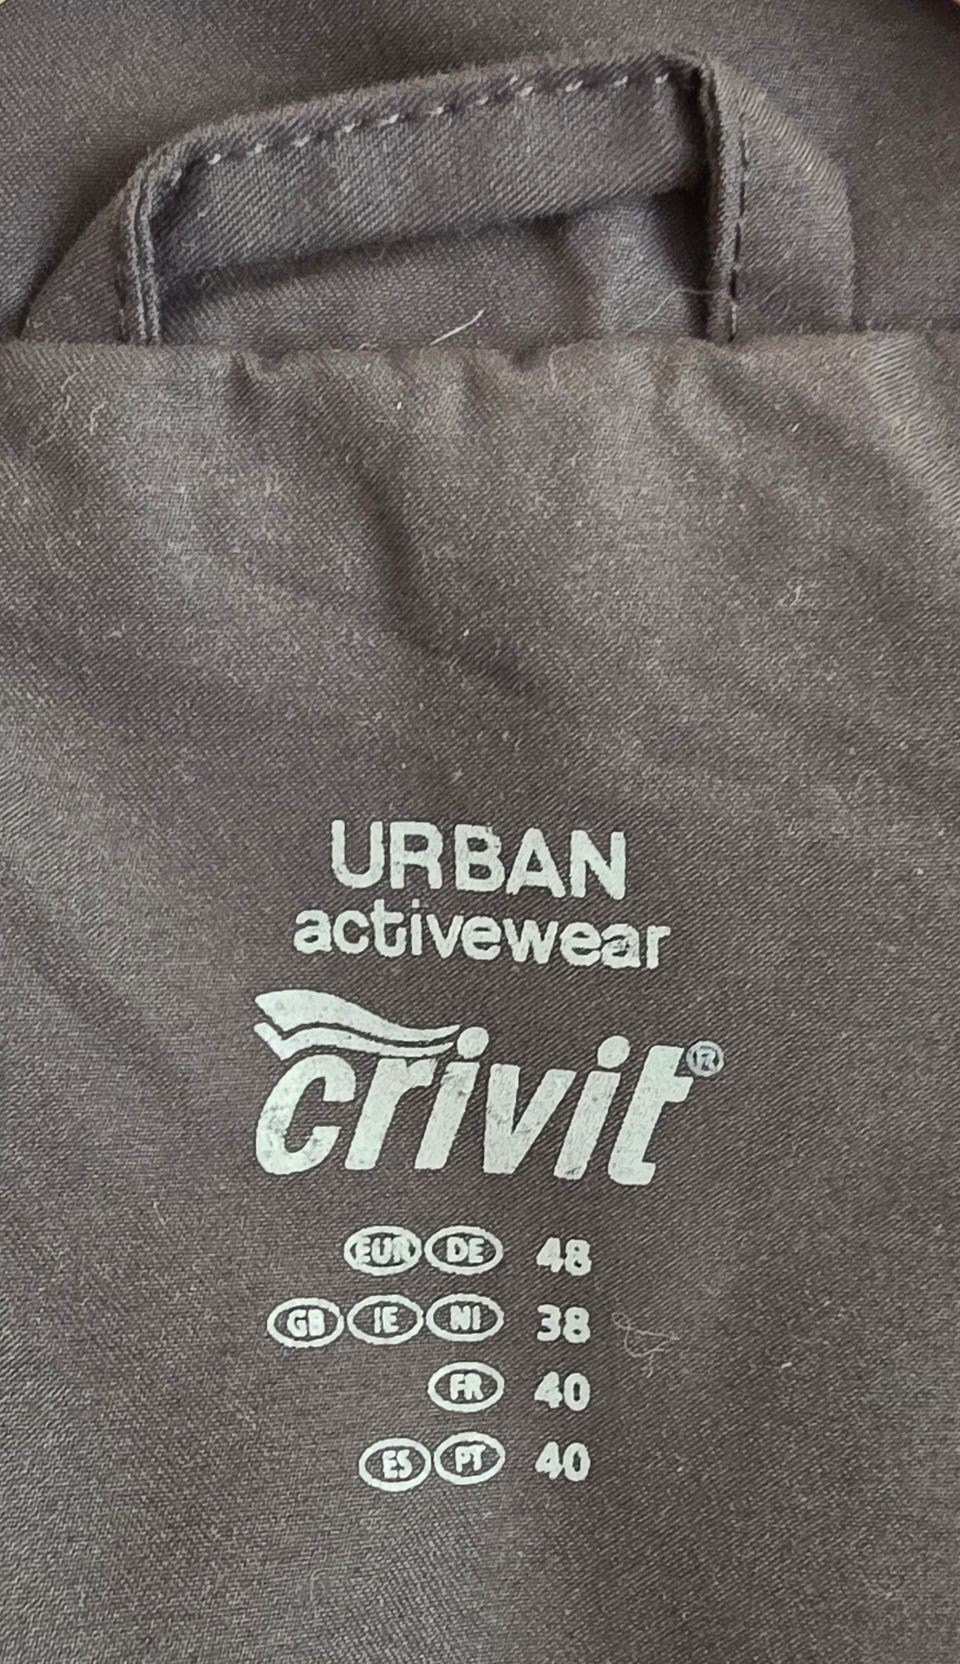 URBAN
activewear
crivit®
EUR DE 48
GB IE NI 38
FR 40
ES PT 40